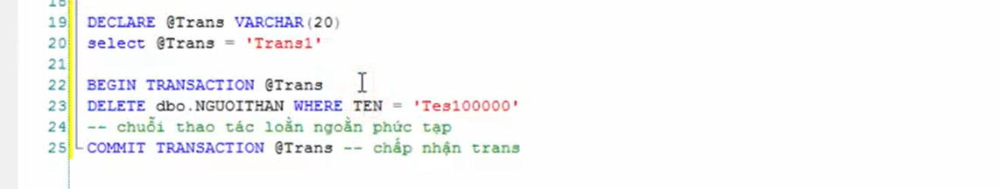 18
19 DECLARE @Trans VARCHAR(20)
20 select @Trans = 'Trans1'
21
22 BEGIN TRANSACTION @Trans
23 DELETE dbo.NGUOITHAN WHERE TEN = 'Tes100000'
24 -- chuỗi thao tác loằn ngoằn phức tạp
25 COMMIT TRANSACTION @Trans -- chấp nhận trans